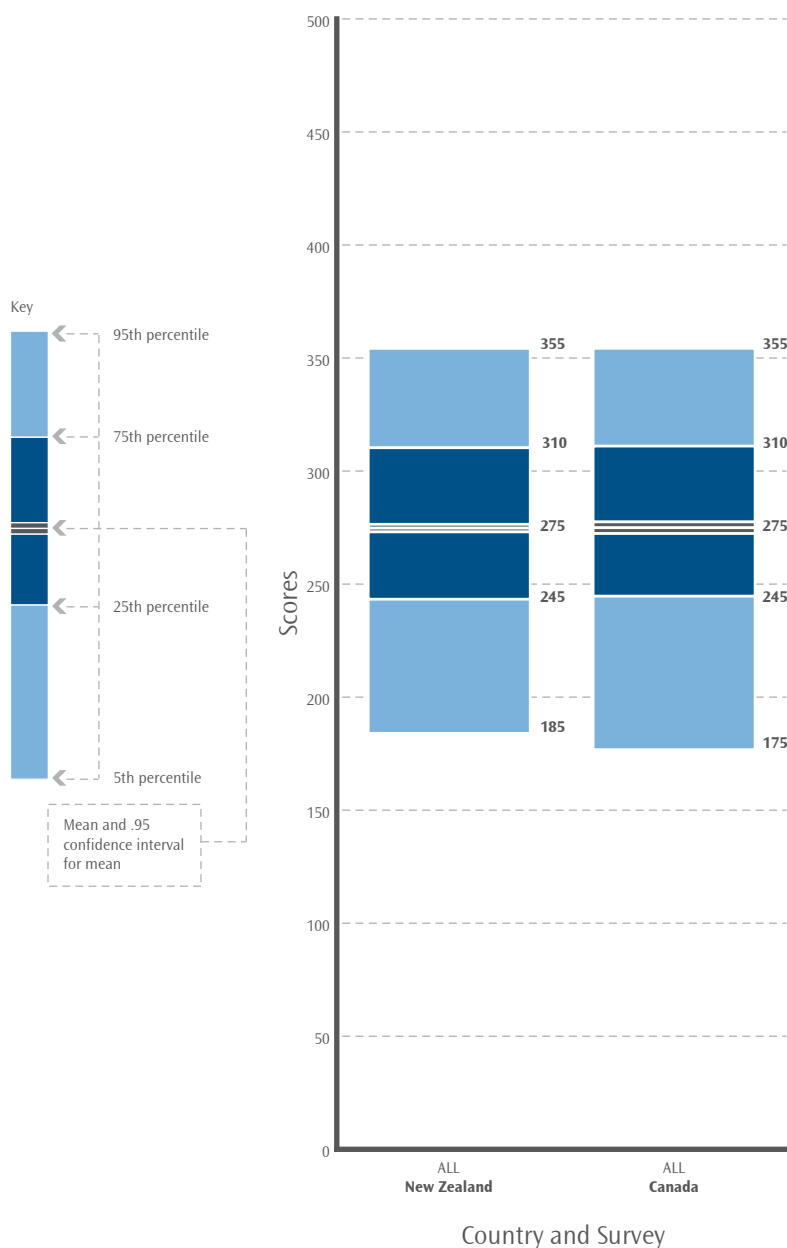 Key
95th percentile
75th percentile
25th percentile
5th percentile
Mean and .95
confidence interval
for mean
Scores
500
450
400
350
300
250
200
150
100
50
0
355
310
275
245
185
355
310
275
245
175
ALL
New Zealand
ALL
Canada
Country and Survey